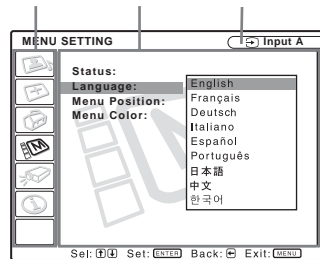 MENU SETTING
Input A
Status:
Language:
Menu Position:
Menu Color:
English
Français
Deutsch
Italiano
Español
Português
日本語
中文
한국어
Sel: Set: ENTER Back: Exit: MENU